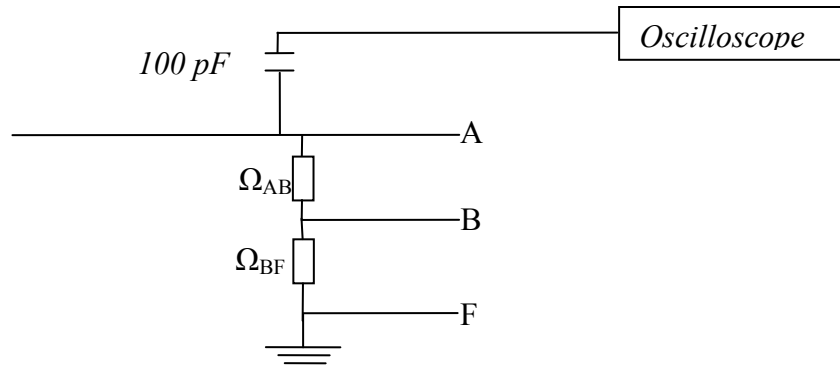 Oscilloscope
100 pF
A
Ω_AB
B
Ω_BF
F